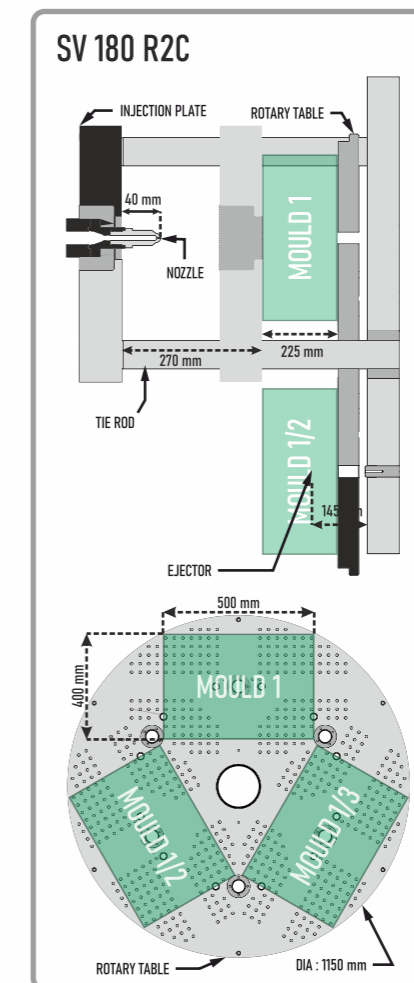 SV 180 R2C
INJECTION PLATE
ROTARY TABLE
40 mm
MOULD 1
NOZZLE
270 mm
225 mm
TIE ROD
MOULD 1/2
145
EJECTOR
500 mm
400 mm
MOULD 1
MOULD 1/2
MOULD 1/3
ROTARY TABLE
DIA : 1150 mm